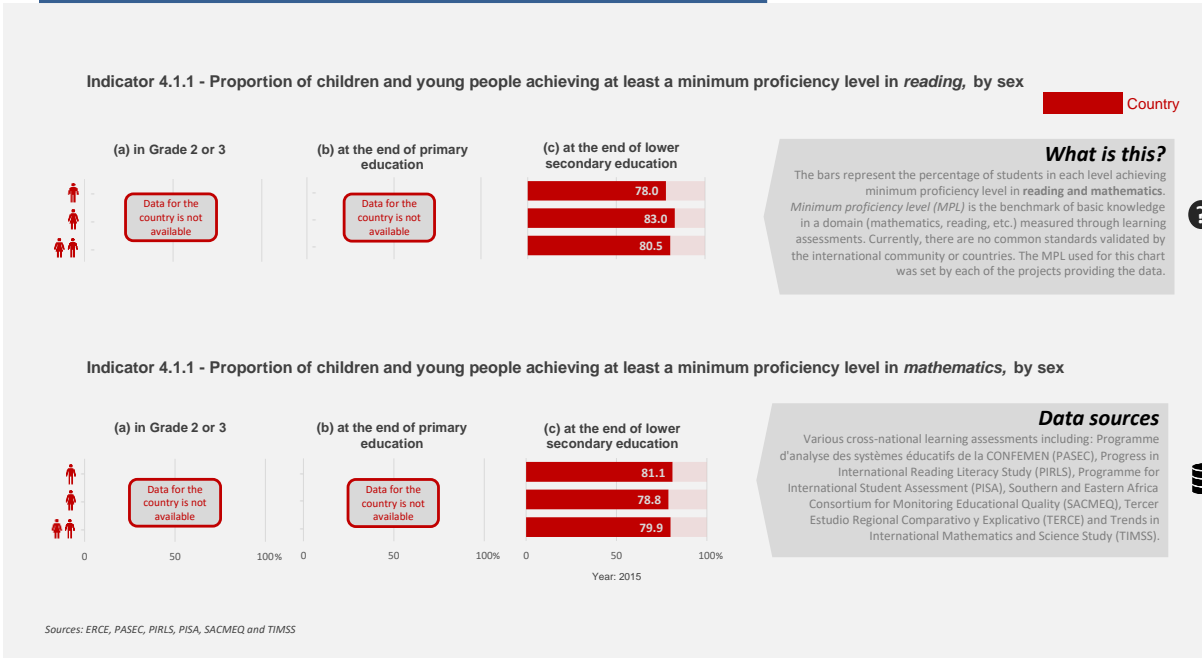 Indicator 4.1.1 - Proportion of children and young people achieving at least a minimum proficiency level in reading, by sex
Country
(a) in Grade 2 or 3
Data for the
country is not
available
(b) at the end of primary
education
Data for the
country is not
available
(c) at the end of lower
secondary education
78.0
83.0
80.5
What is this?
The bars represent the percentage of students in each level achieving
minimum proficiency level in reading and mathematics.
Minimum proficiency level (MPL) is the benchmark of basic knowledge
in a domain (mathematics, reading, etc.) measured through learning
assessments. Currently, there are no common standards validated by
the international community or countries. The MPL used for this chart
was set by each of the projects providing the data.
?
Indicator 4.1.1 - Proportion of children and young people achieving at least a minimum proficiency level in mathematics, by sex
(a) in Grade 2 or 3
Data for the
country is not
available
0 50 100%
(b) at the end of primary
education
Data for the
country is not
available
0 50 100%
(c) at the end of lower
secondary education
81.1
78.8
79.9
0 50 100%
Year: 2015
Data sources
Various cross-national learning assessments including: Programme
d'analyse des systèmes éducatifs de la CONFEMEN (PASEC), Progress in
International Reading Literacy Study (PIRLS), Programme for
International Student Assessment (PISA), Southern and Eastern Africa
Consortium for Monitoring Educational Quality (SACMEQ), Tercer
Estudio Regional Comparativo y Explicativo (TERCE) and Trends in
International Mathematics and Science Study (TIMSS).
Sources: ERCE, PASEC, PIRLS, PISA, SACMEQ and TIMSS